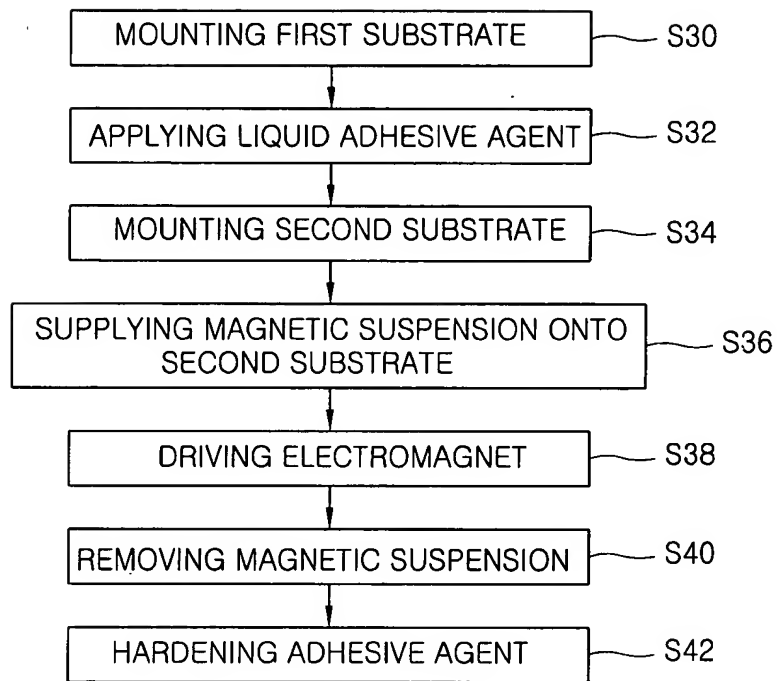 MOUNTING FIRST SUBSTRATE S30
APPLYING LIQUID ADHESIVE AGENT S32
MOUNTING SECOND SUBSTRATE S34
SUPPLYING MAGNETIC SUSPENSION ONTO
SECOND SUBSTRATE
S36
DRIVING ELECTROMAGNET S38
REMOVING MAGNETIC SUSPENSION S40
HARDENING ADHESIVE AGENT S42